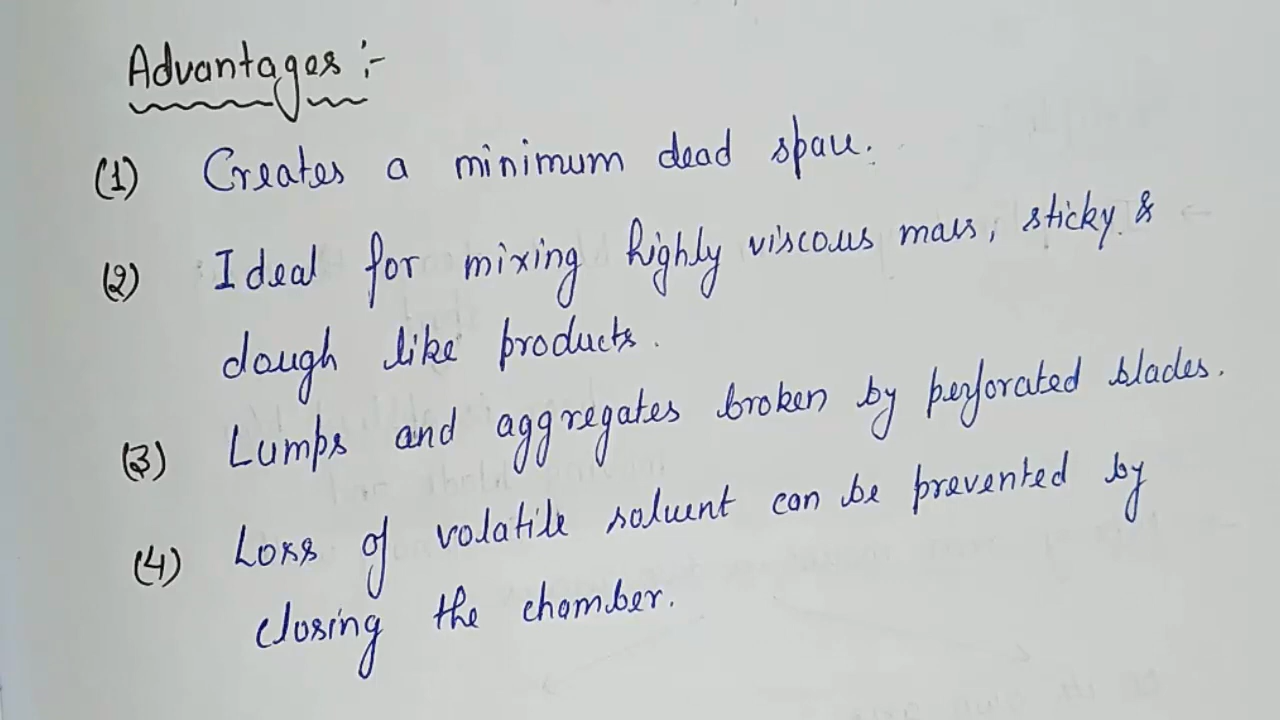 Advantages :-
(1) Creates a minimum dead space.
(2) Ideal for mixing highly viscous mass, sticky &
dough like products.
(3) Lumps and aggregates broken by perforated blades.
(4) Loss of volatile solvent can be prevented by
closing the chamber.